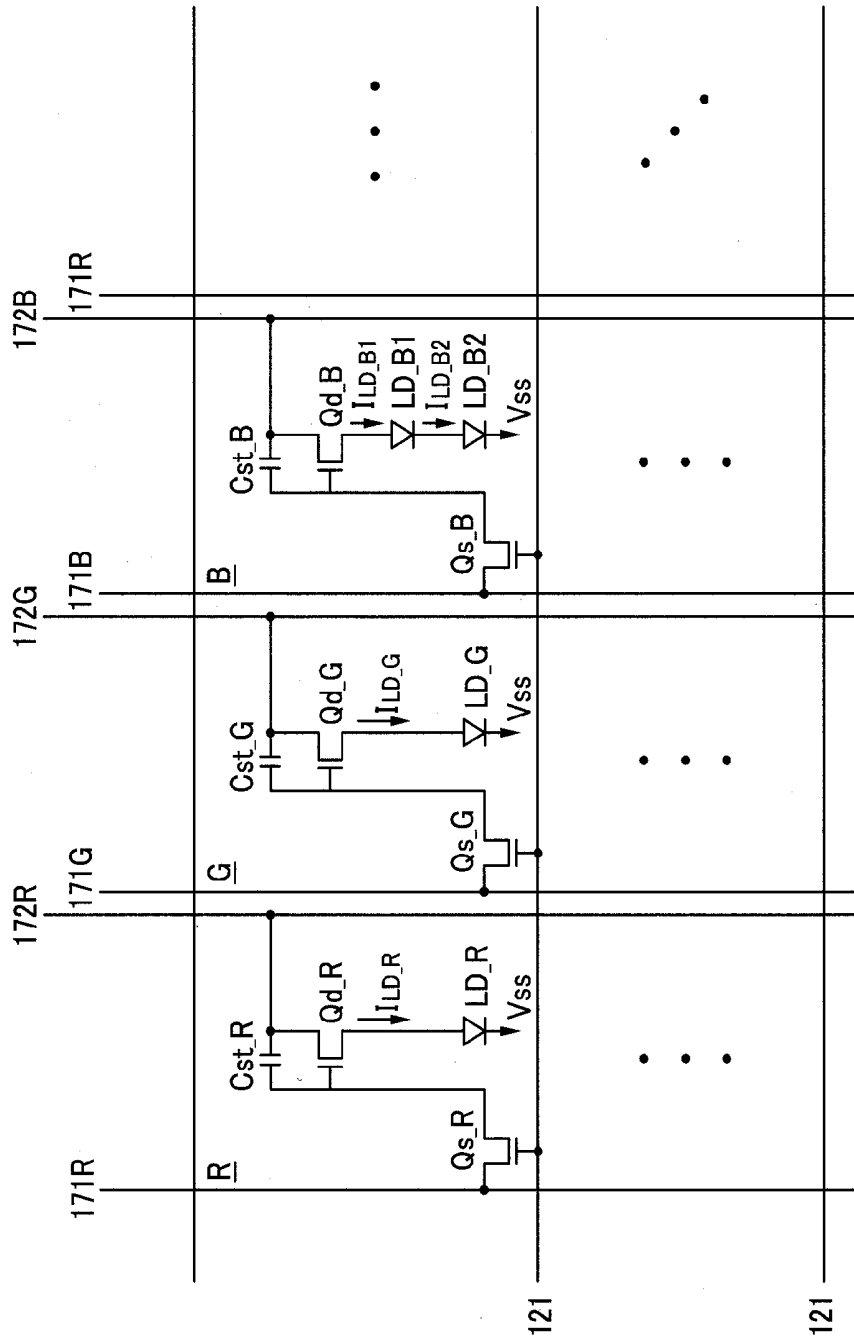 172R 172G 172B
171R 171G 171B 171R
R G B
Cst_R Cst_G Cst_B
Qd_R Qd_G Qd_B
ILD_R ILD_G ILD_B1
LD_B1
ILD_B2
Qs_R LD_R Qs_G LD_G Qs_B LD_B2
Vss Vss Vss
121
121